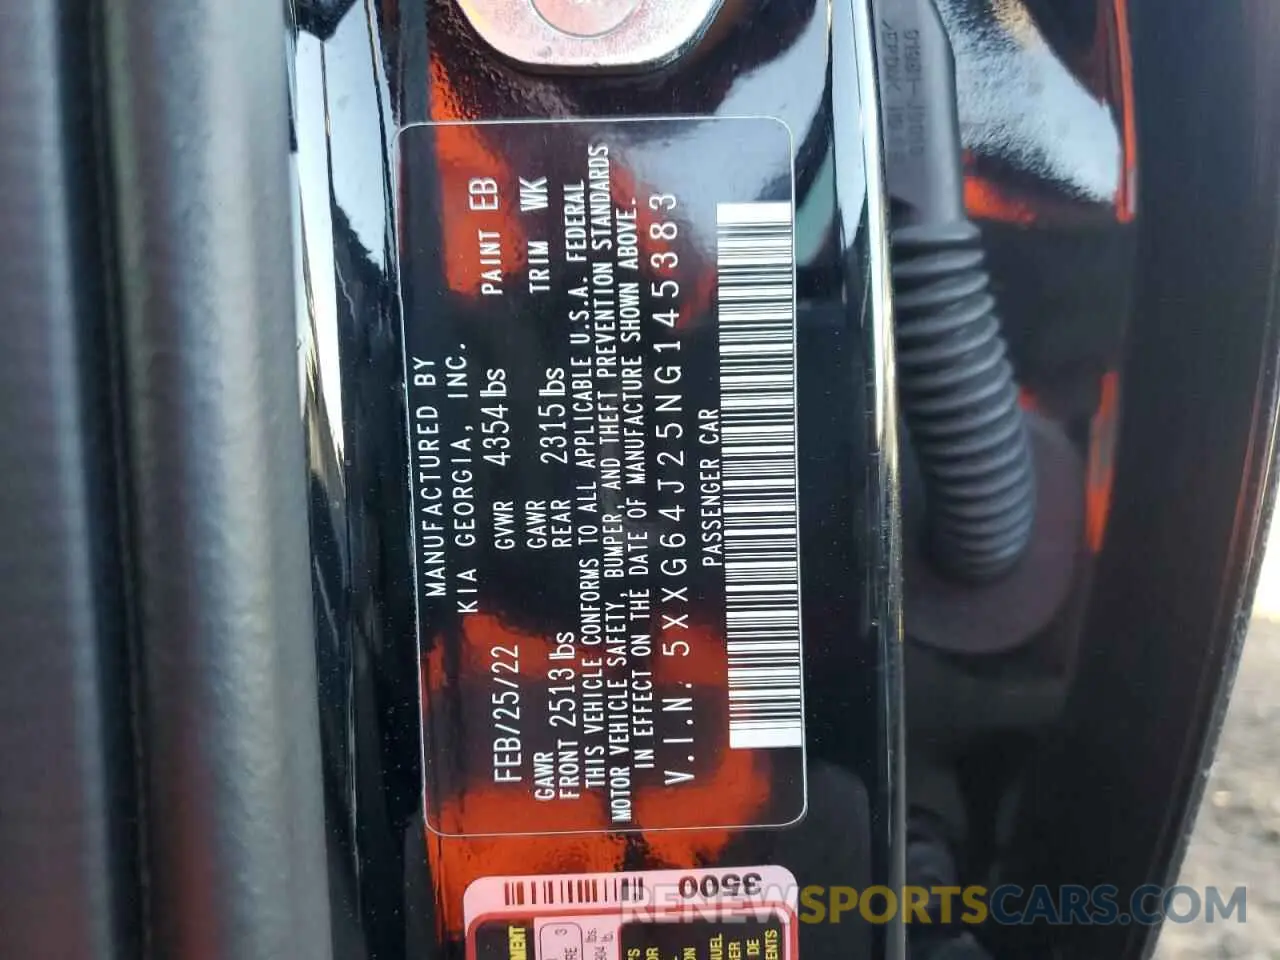 MANUFACTURED BY
KIA GEORGIA, INC.
FEB/25/22 GVWR 4354 lbs PAINT EB
GAWR FRONT 2513 lbs GAWR REAR 2315 lbs TRIM WK
THIS VEHICLE CONFORMS TO ALL APPLICABLE U.S.A. FEDERAL
MOTOR VEHICLE SAFETY, BUMPER, AND THEFT PREVENTION STANDARDS
IN EFFECT ON THE DATE OF MANUFACTURE SHOWN ABOVE.
V.I.N. 5XXG64J25NG145383
PASSENGER CAR
3500
RENEWSPORTSCARS.COM